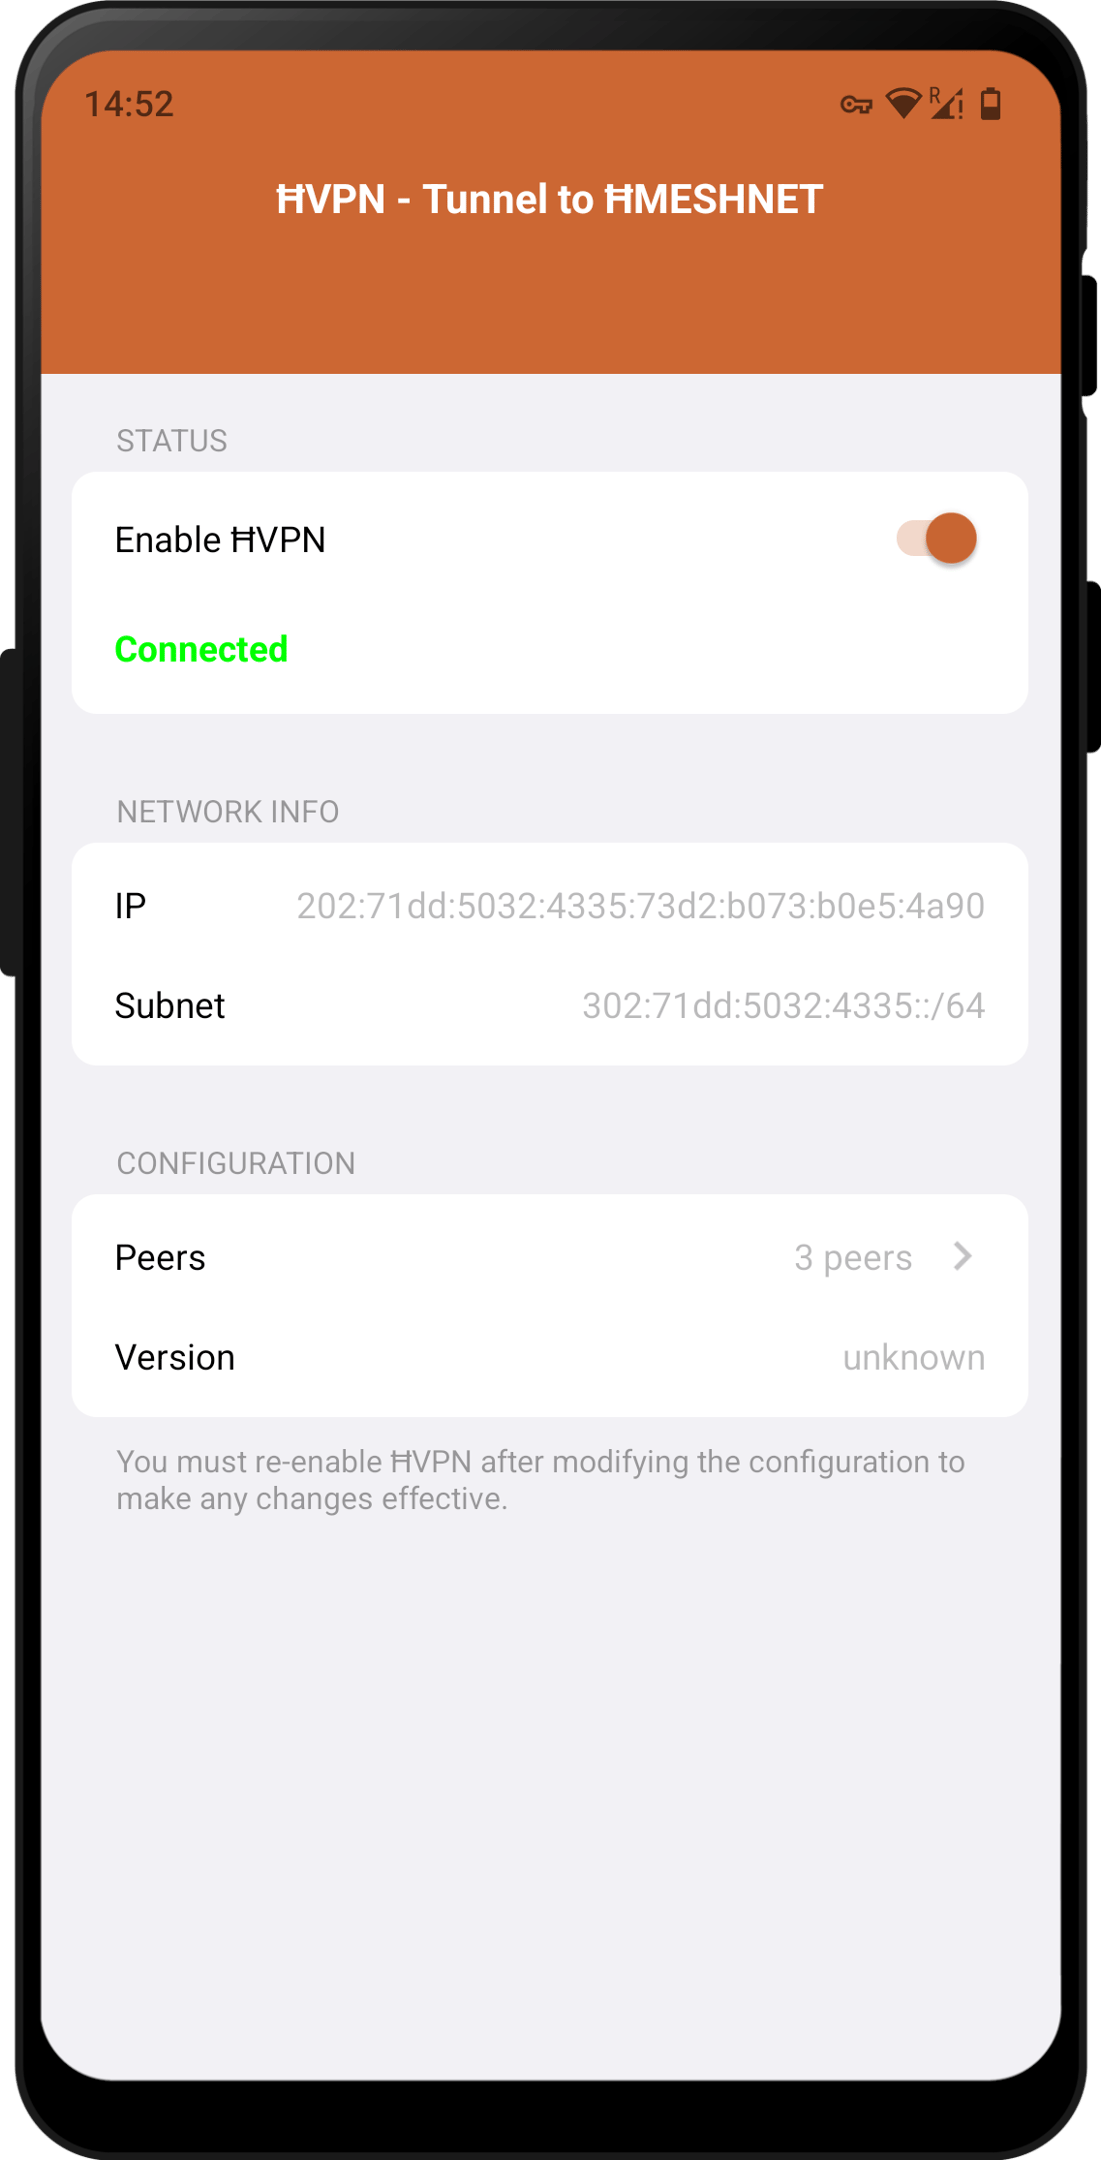 14:52
R
ĦVPN - Tunnel to ĦMESHNET
STATUS
Enable ĦVPN
Connected
NETWORK INFO
IP 202:71dd:5032:4335:73d2:b073:b0e5:4a90
Subnet 302:71dd:5032:4335::/64
CONFIGURATION
Peers 3 peers
Version unknown
You must re-enable ĦVPN after modifying the configuration to
make any changes effective.